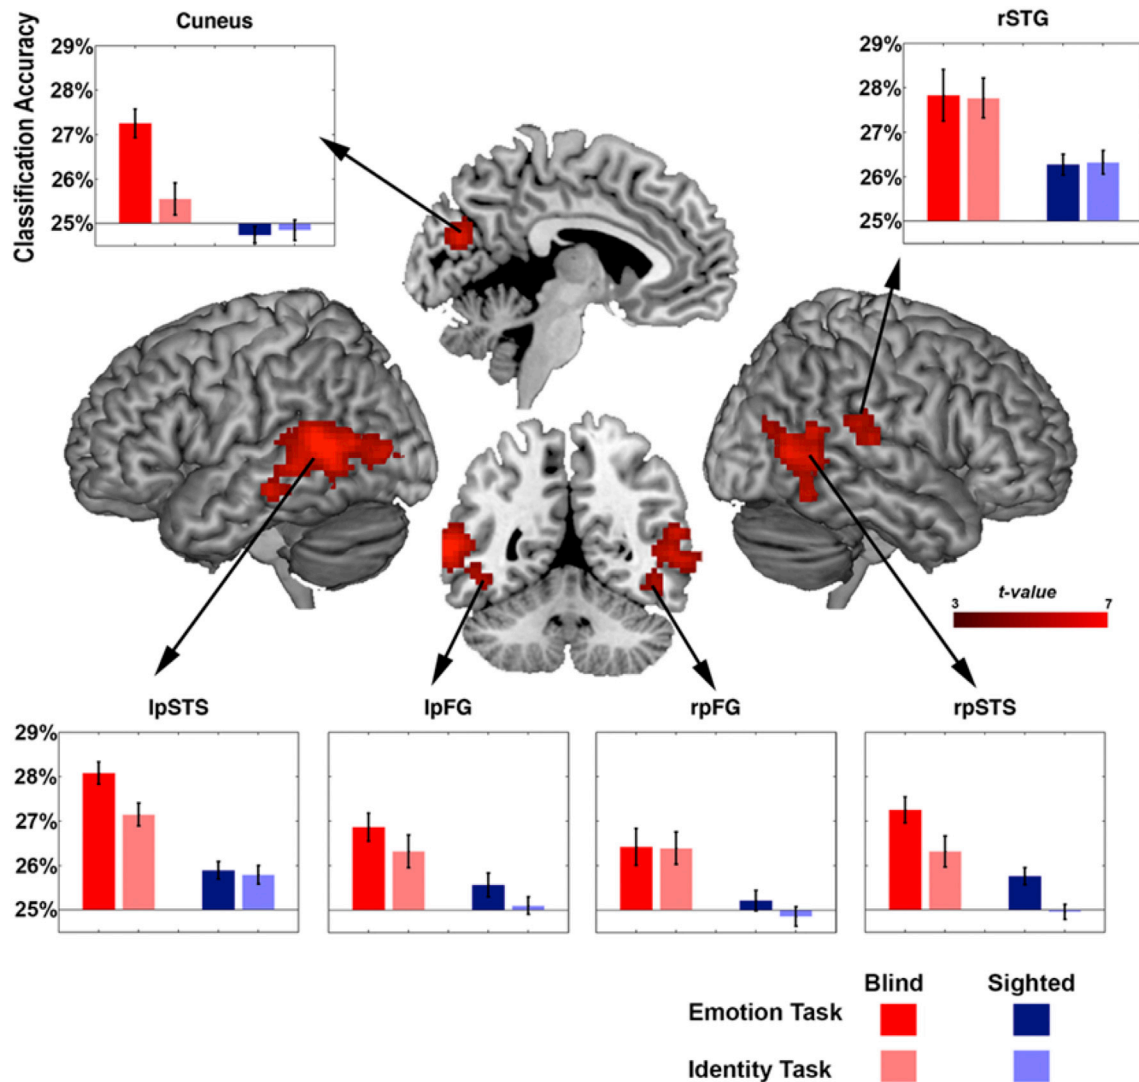 Cuneus
rSTG
Classification Accuracy
29%
28%
27%
26%
25%
29%
28%
27%
26%
25%
t-value
3
7
lpSTS
lpFG
rpFG
rpSTS
29%
28%
27%
26%
25%
Blind
Sighted
Emotion Task
Identity Task